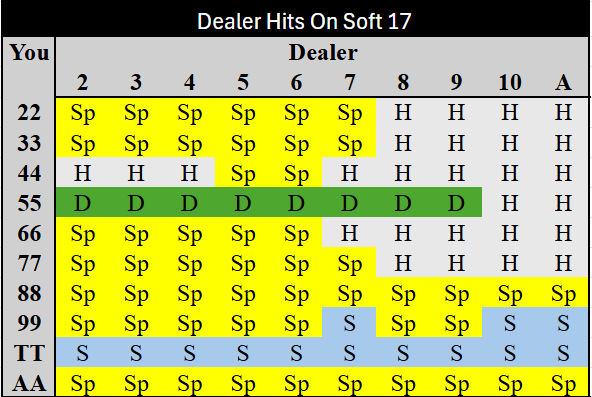 Dealer Hits On Soft 17
You Dealer
2 3 4 5 6 7 8 9 10 A
22 Sp Sp Sp Sp Sp Sp H H H H
33 Sp Sp Sp Sp Sp Sp H H H H
44 H H H Sp Sp H H H H H
55 D D D D D D D D H H
66 Sp Sp Sp Sp Sp H H H H H
77 Sp Sp Sp Sp Sp Sp H H H H
88 Sp Sp Sp Sp Sp Sp Sp Sp Sp Sp
99 Sp Sp Sp Sp Sp S Sp Sp S S
TT S S S S S S S S S S
AA Sp Sp Sp Sp Sp Sp Sp Sp Sp Sp